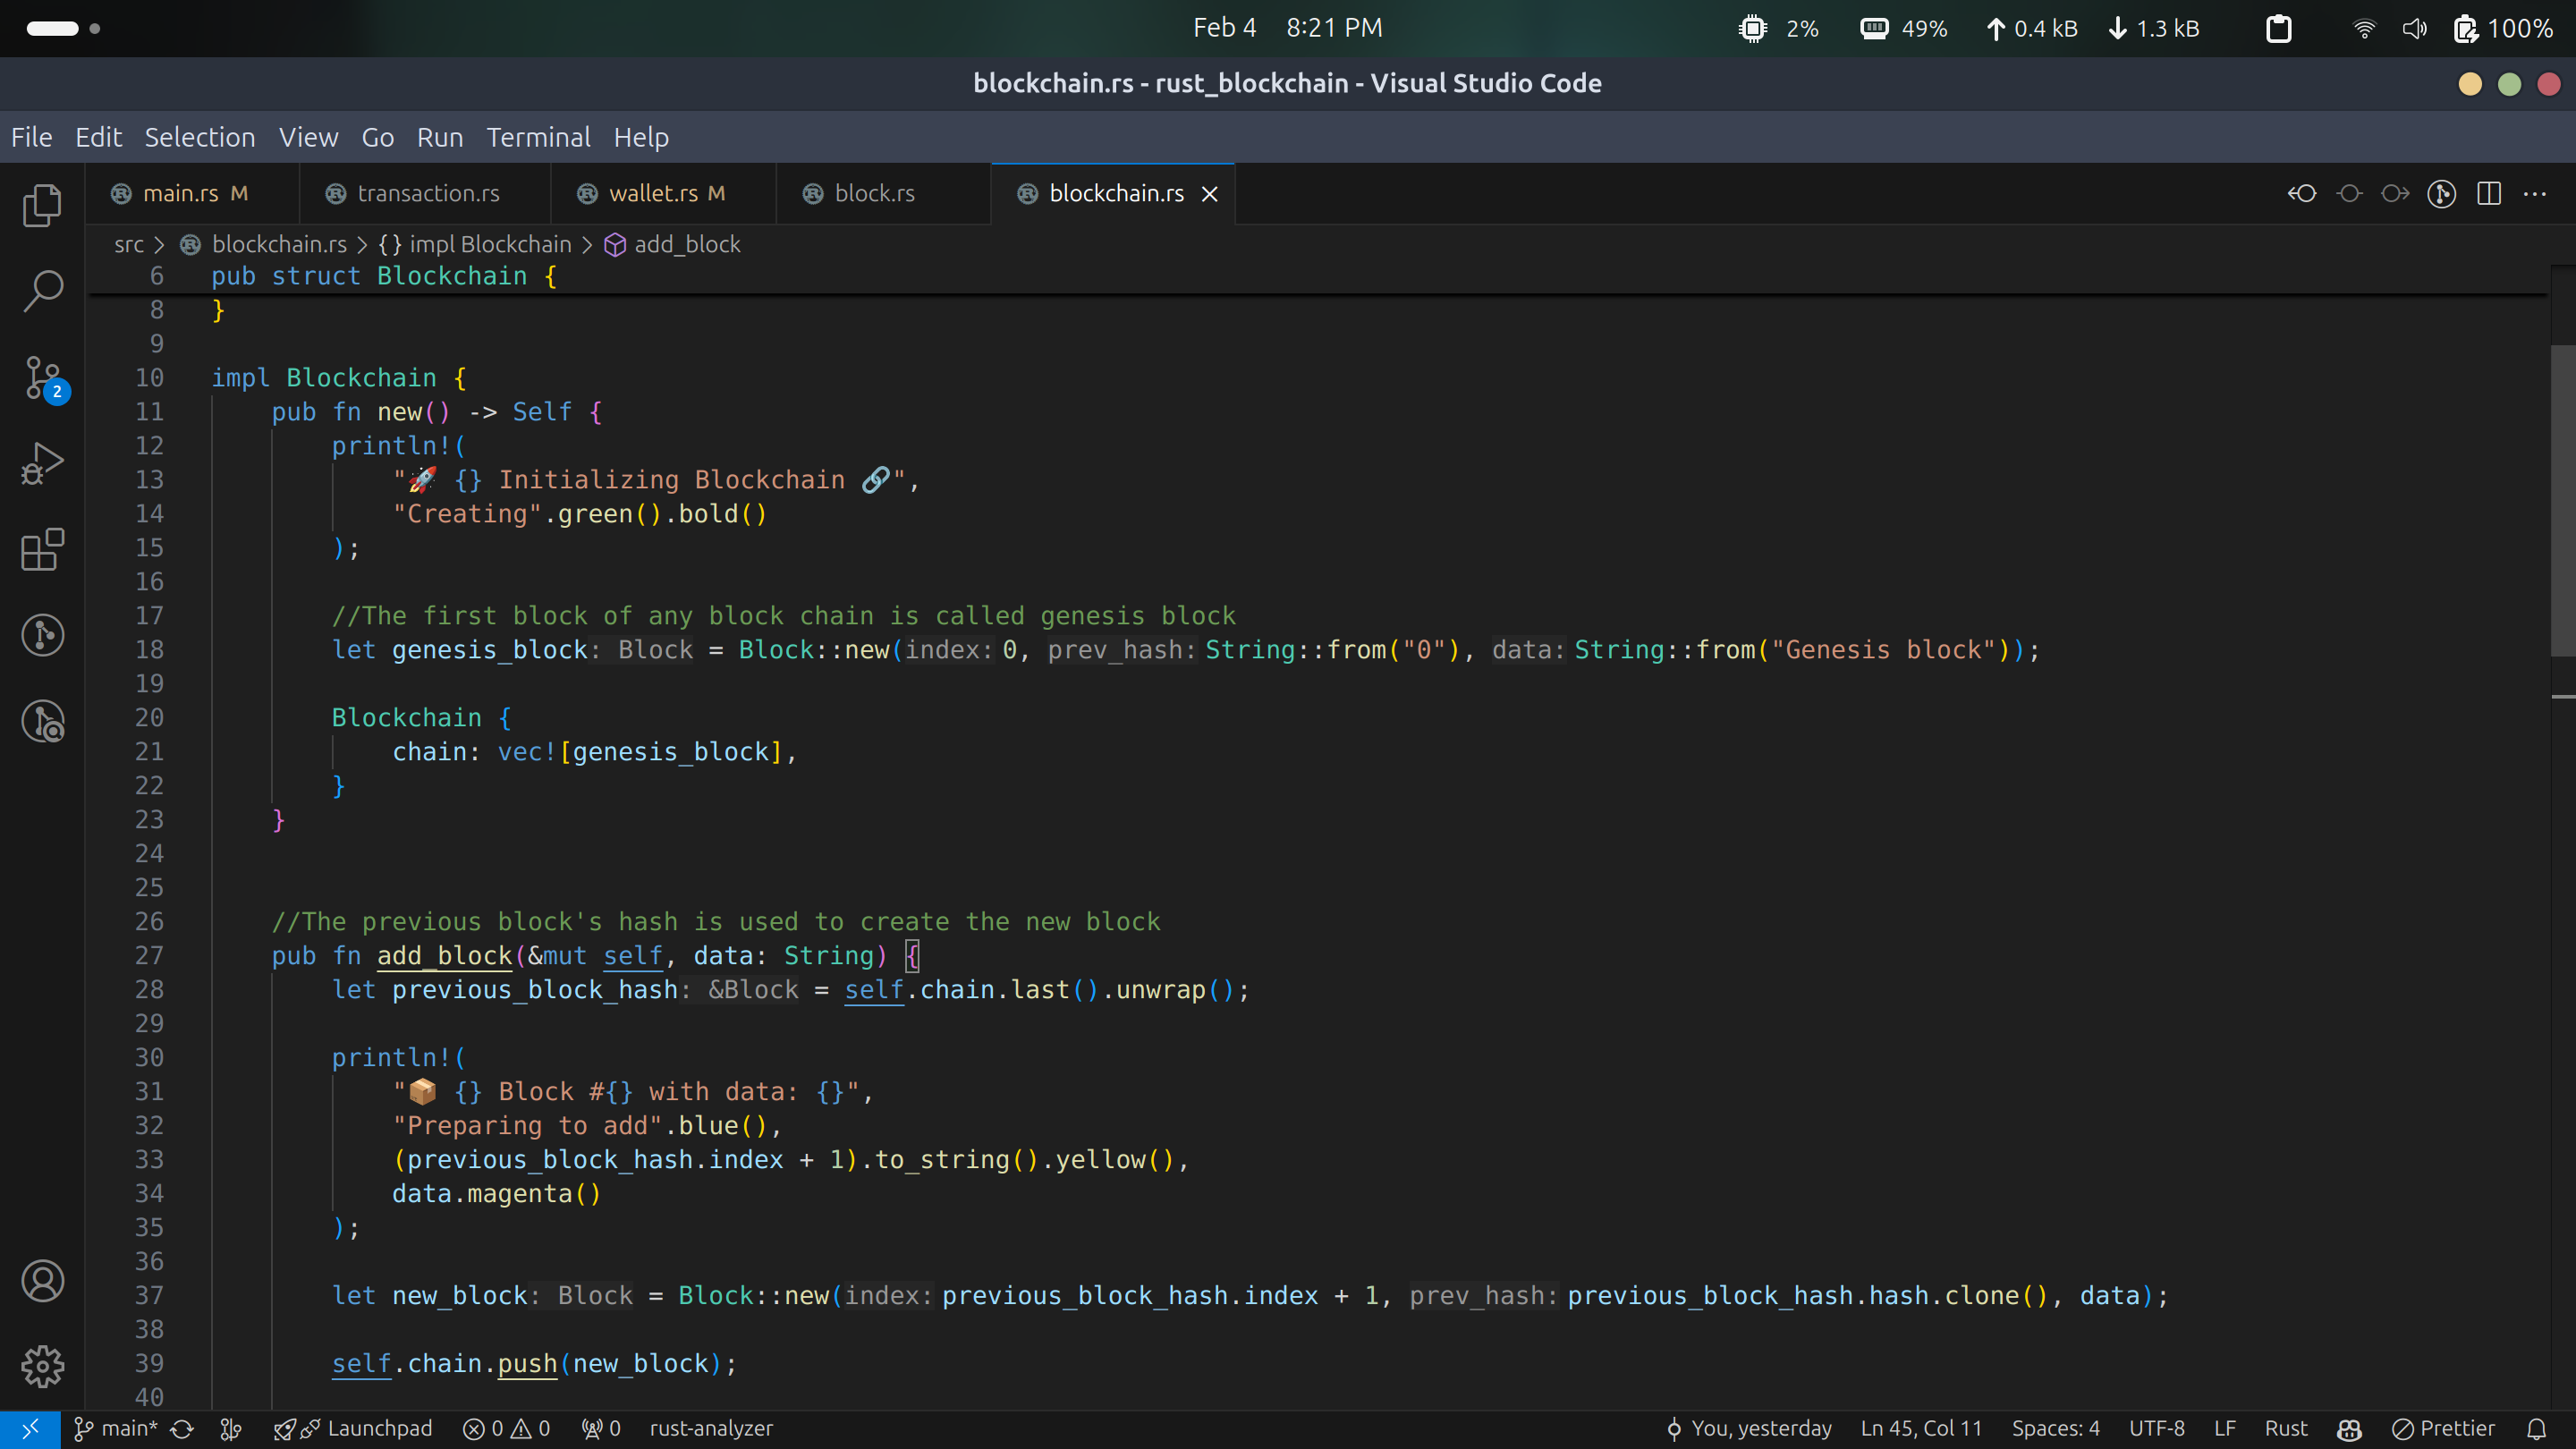 Feb 4 8:21 PM 2% 49% 0.4 kB 1.3 kB 100%
blockchain.rs - rust_blockchain - Visual Studio Code
File Edit Selection View Go Run Terminal Help
main.rs M transaction.rs wallet.rs M block.rs blockchain.rs
src > blockchain.rs > {} impl Blockchain > add_block
6 pub struct Blockchain {
8 }
9
10 impl Blockchain {
11     pub fn new() -> Self {
12         println!(
13             "🚀 {} Initializing Blockchain 🔗",
14             "Creating".green().bold()
15         );
16
17         //The first block of any block chain is called genesis block
18         let genesis_block: Block = Block::new(index: 0, prev_hash: String::from("0"), data: String::from("Genesis block"));
19
20         Blockchain {
21             chain: vec![genesis_block],
22         }
23     }
24
25
26     //The previous block's hash is used to create the new block
27     pub fn add_block(&mut self, data: String) {
28         let previous_block_hash: &Block = self.chain.last().unwrap();
29
30         println!(
31             "📦 {} Block #{} with data: {}",
32             "Preparing to add".blue(),
33             (previous_block_hash.index + 1).to_string().yellow(),
34             data.magenta()
35         );
36
37         let new_block: Block = Block::new(index: previous_block_hash.index + 1, prev_hash: previous_block_hash.hash.clone(), data);
38
39         self.chain.push(new_block);
40
2
main* Launchpad 0 0 0 rust-analyzer You, yesterday Ln 45, Col 11 Spaces: 4 UTF-8 LF Rust Prettier